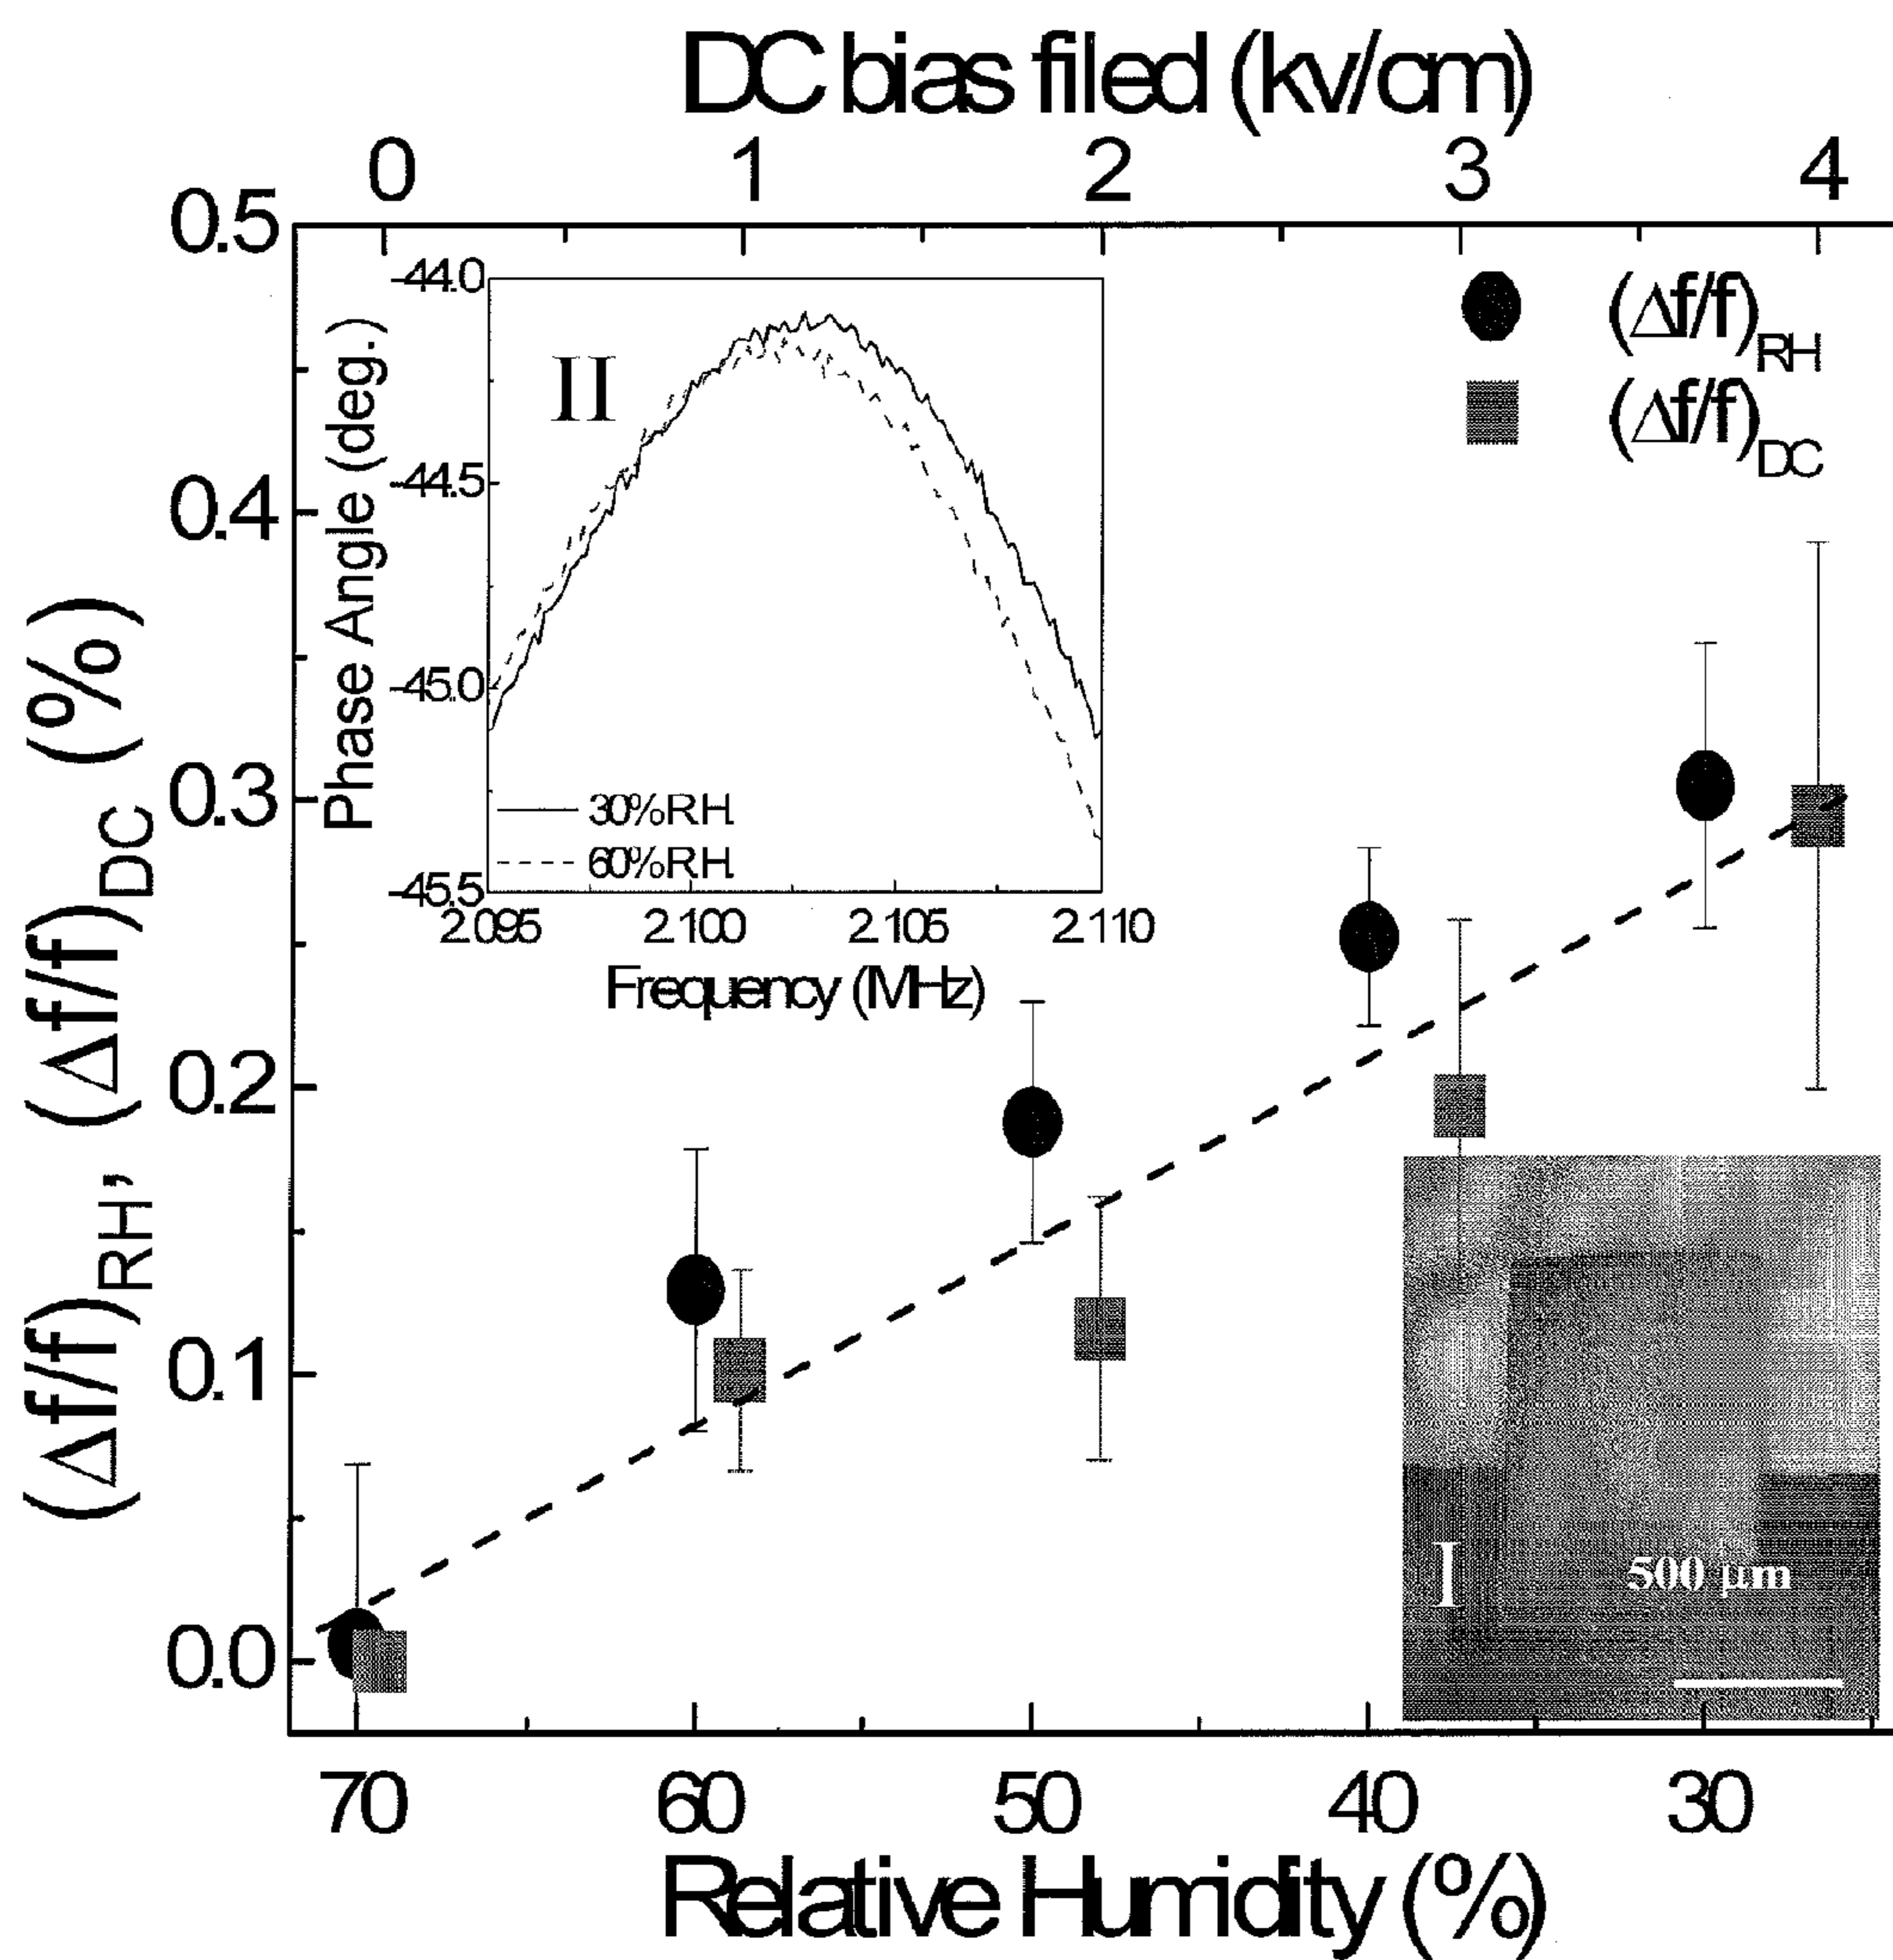 DC bias filed (kv/cm)
0 1 2 3 4
0.5
0.4
0.3
0.2
0.1
0.0
(Δf/f)RH, (Δf/f)DC (%)
(Δf/f)RH
(Δf/f)DC
-44.0
-44.5
-45.0
-45.5
Phase Angle (deg.)
II
30%R.H.
60%R.H.
2.095 2.100 2.105 2.110
Frequency (MHz)
I
500 μm
70 60 50 40 30
Relative Humidity (%)